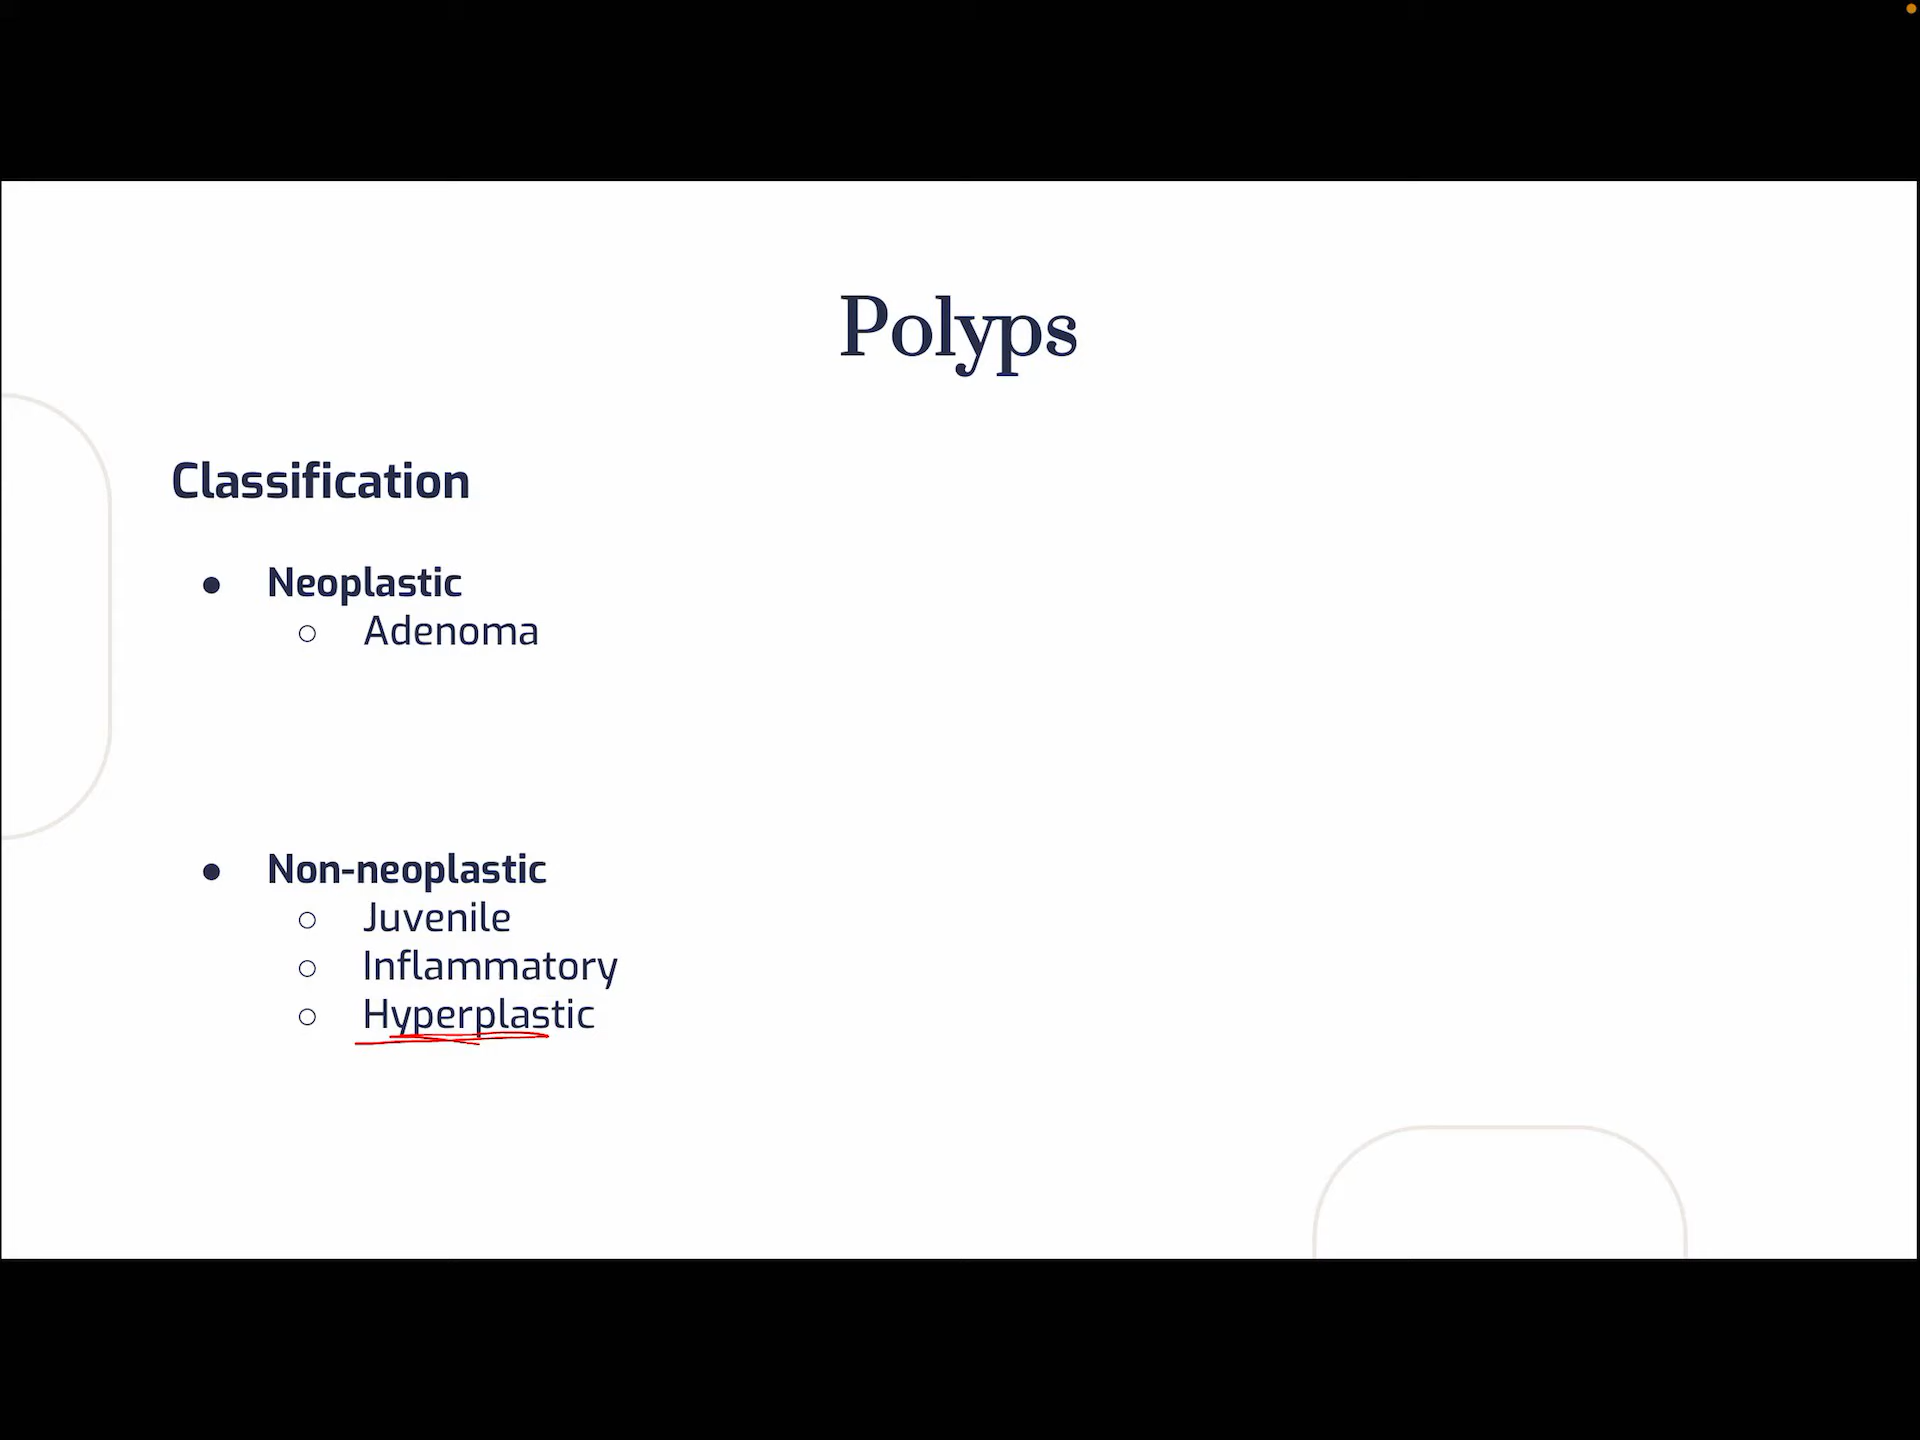 Polyps
Classification
● Neoplastic
○ Adenoma
● Non-neoplastic
○ Juvenile
○ Inflammatory
○ Hyperplastic